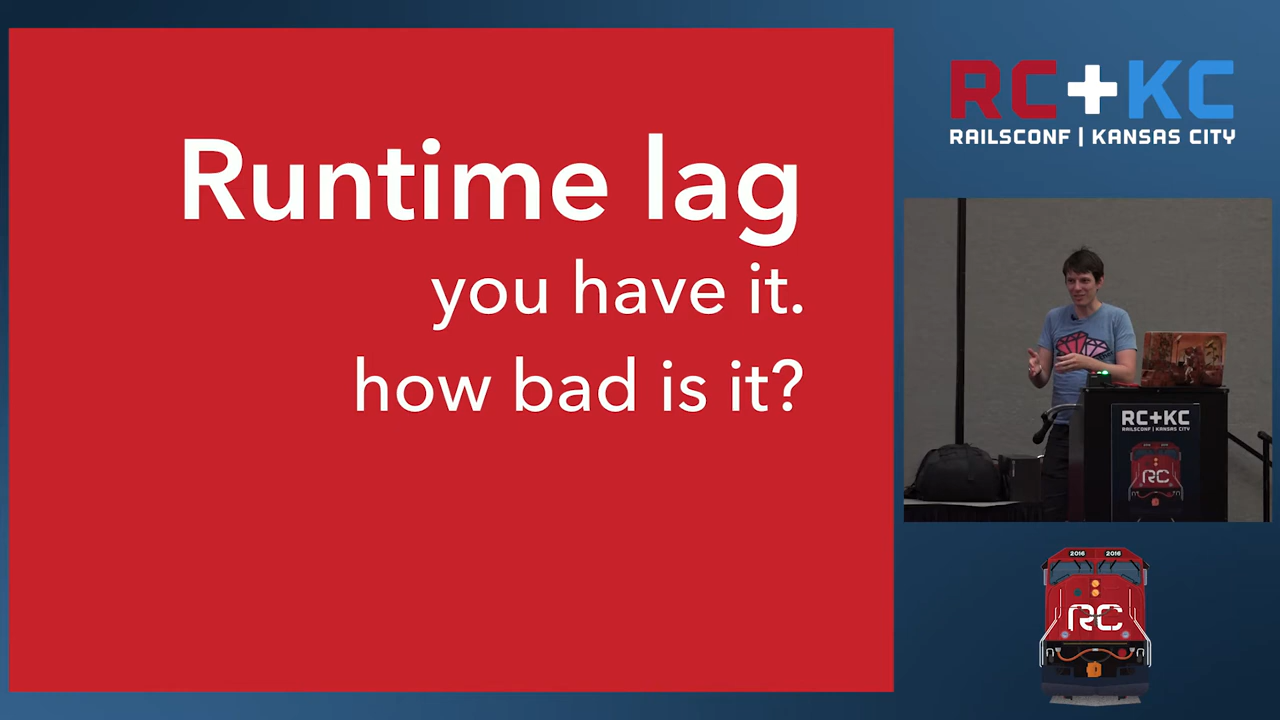 Runtime lag
you have it.
how bad is it?
RC+KC
RAILSCONF | KANSAS CITY
RC+KC
RAILSCONF | KANSAS CITY
RC
2016 2016
RC